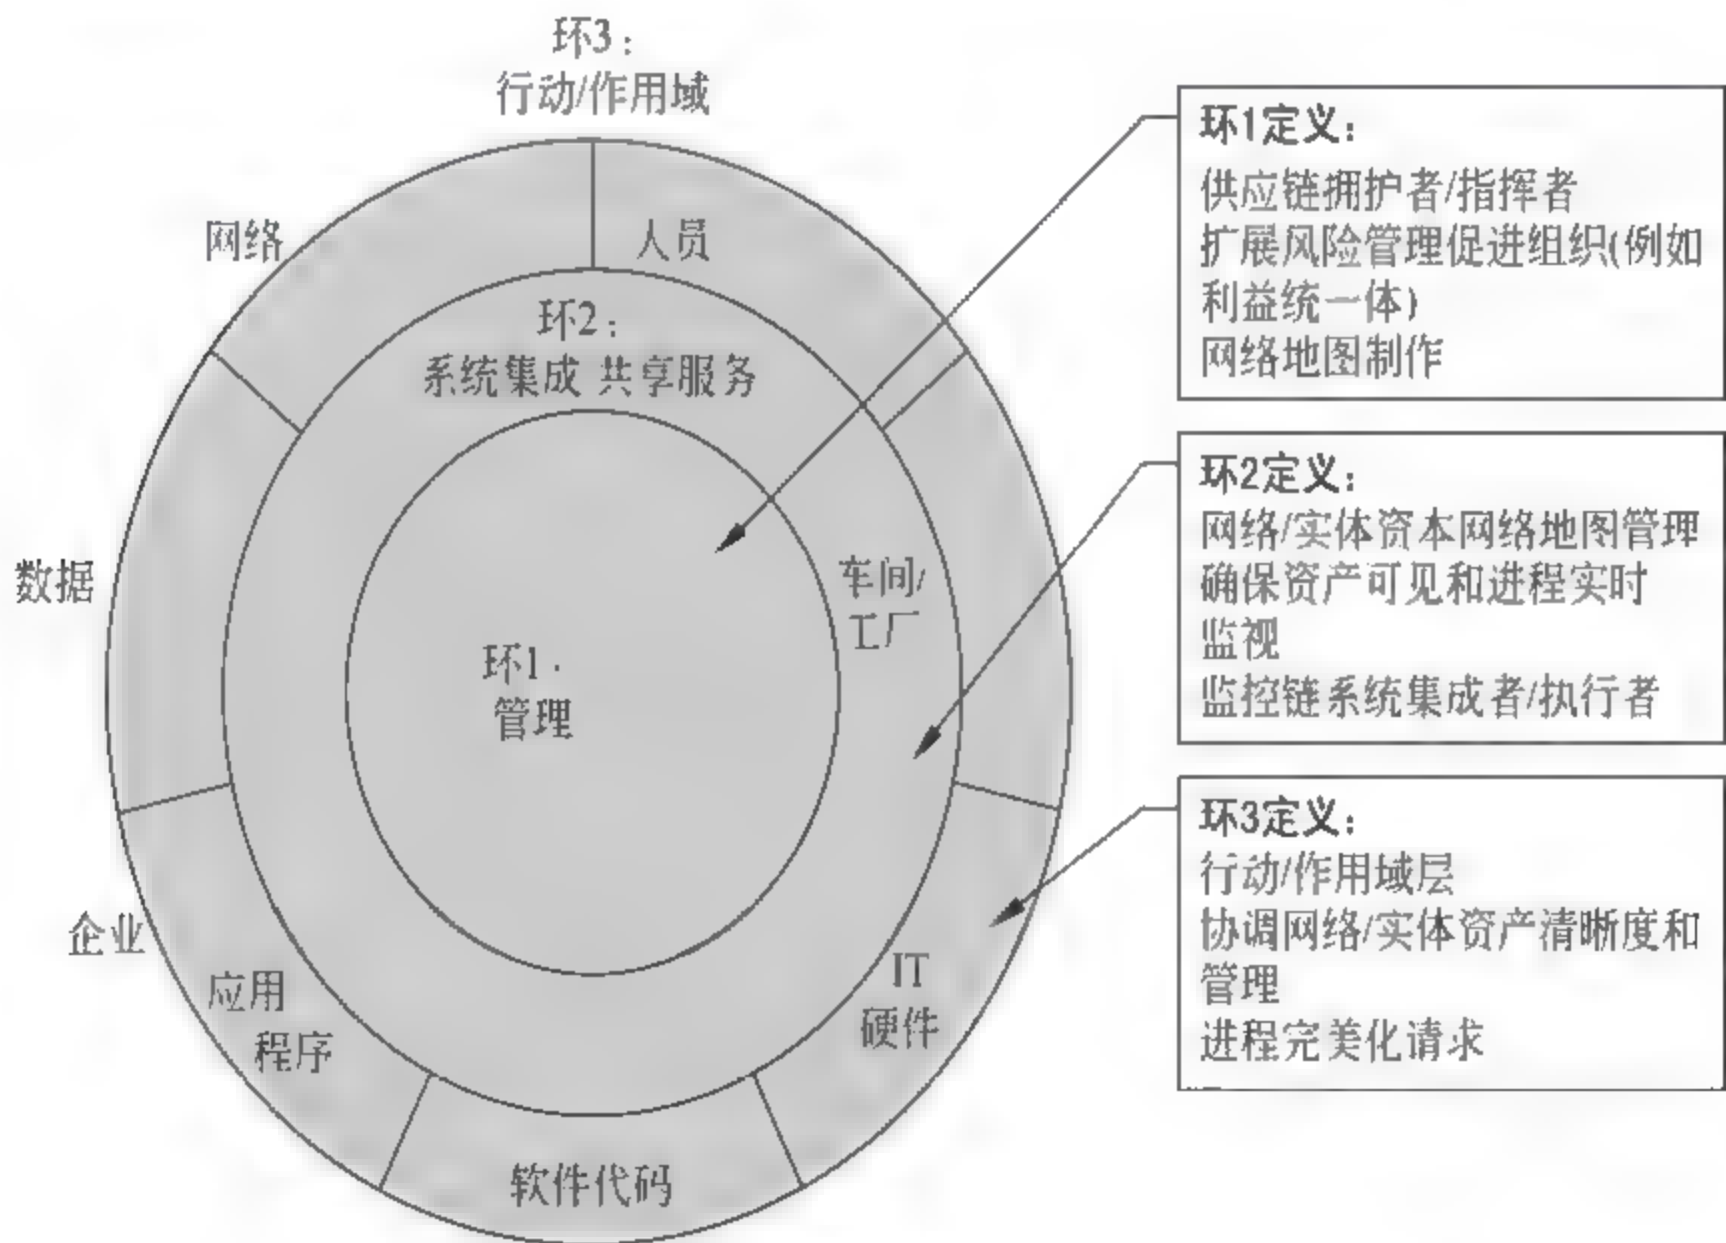 环3：
行动/作用域
网络
人员
环2：
系统集成 共享服务
数据
车间/
工厂
环1·
管理
企业
应用
程序
IT
硬件
软件代码
环1定义：
供应链拥护者/指挥者
扩展风险管理促进组织(例如
利益统一体)
网络地图制作
环2定义：
网络/实体资本网络地图管理
确保资产可见和进程实时
监视
监控链系统集成者/执行者
环3定义：
行动/作用域层
协调网络/实体资产清晰度和
管理
进程完美化请求